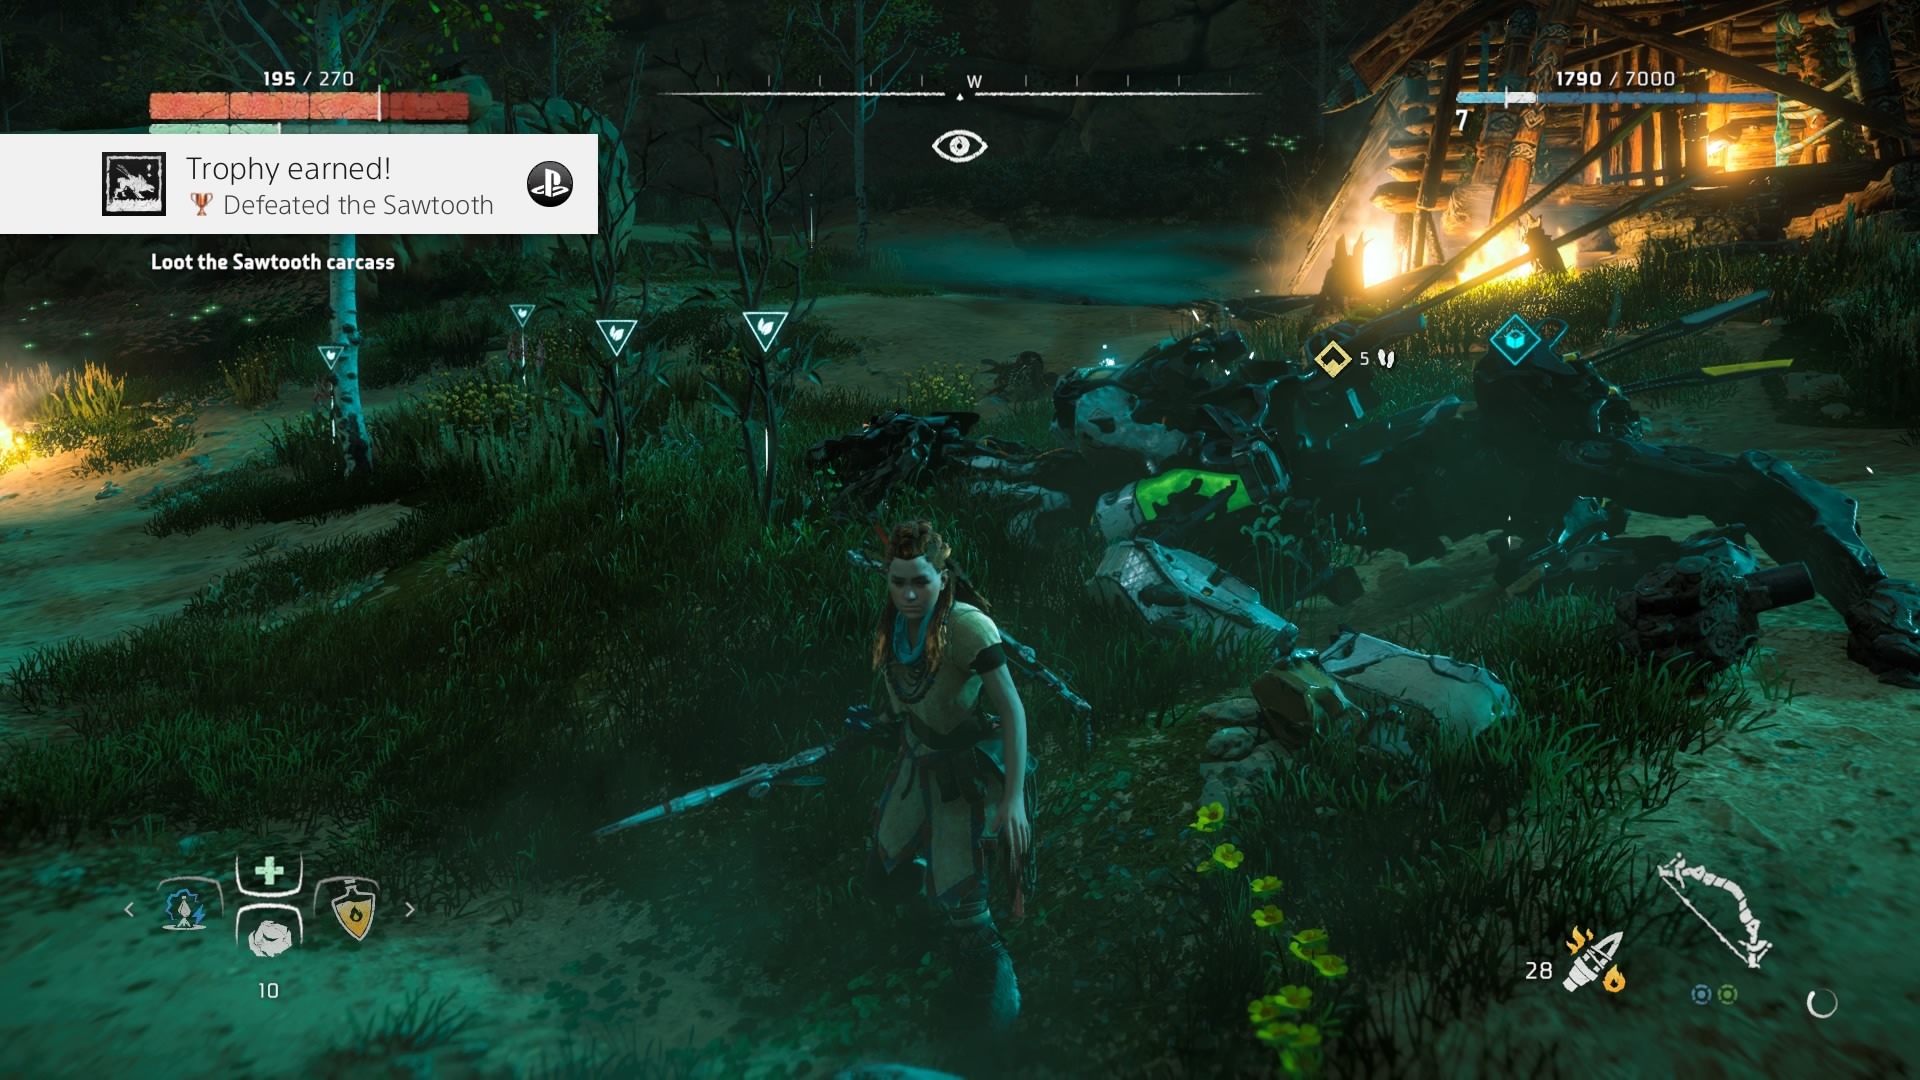 195 / 270
W
1790 / 7000
7
Trophy earned!
Defeated the Sawtooth
Loot the Sawtooth carcass
5
10
28